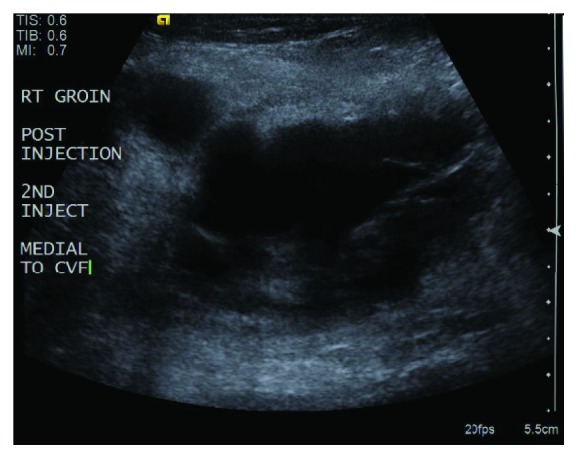 TIS: 0.6
TIB: 0.6
MI: 0.7
RT GROIN
POST
INJECTION
2ND
INJECT
MEDIAL
TO CVF
20fps
5.5cm